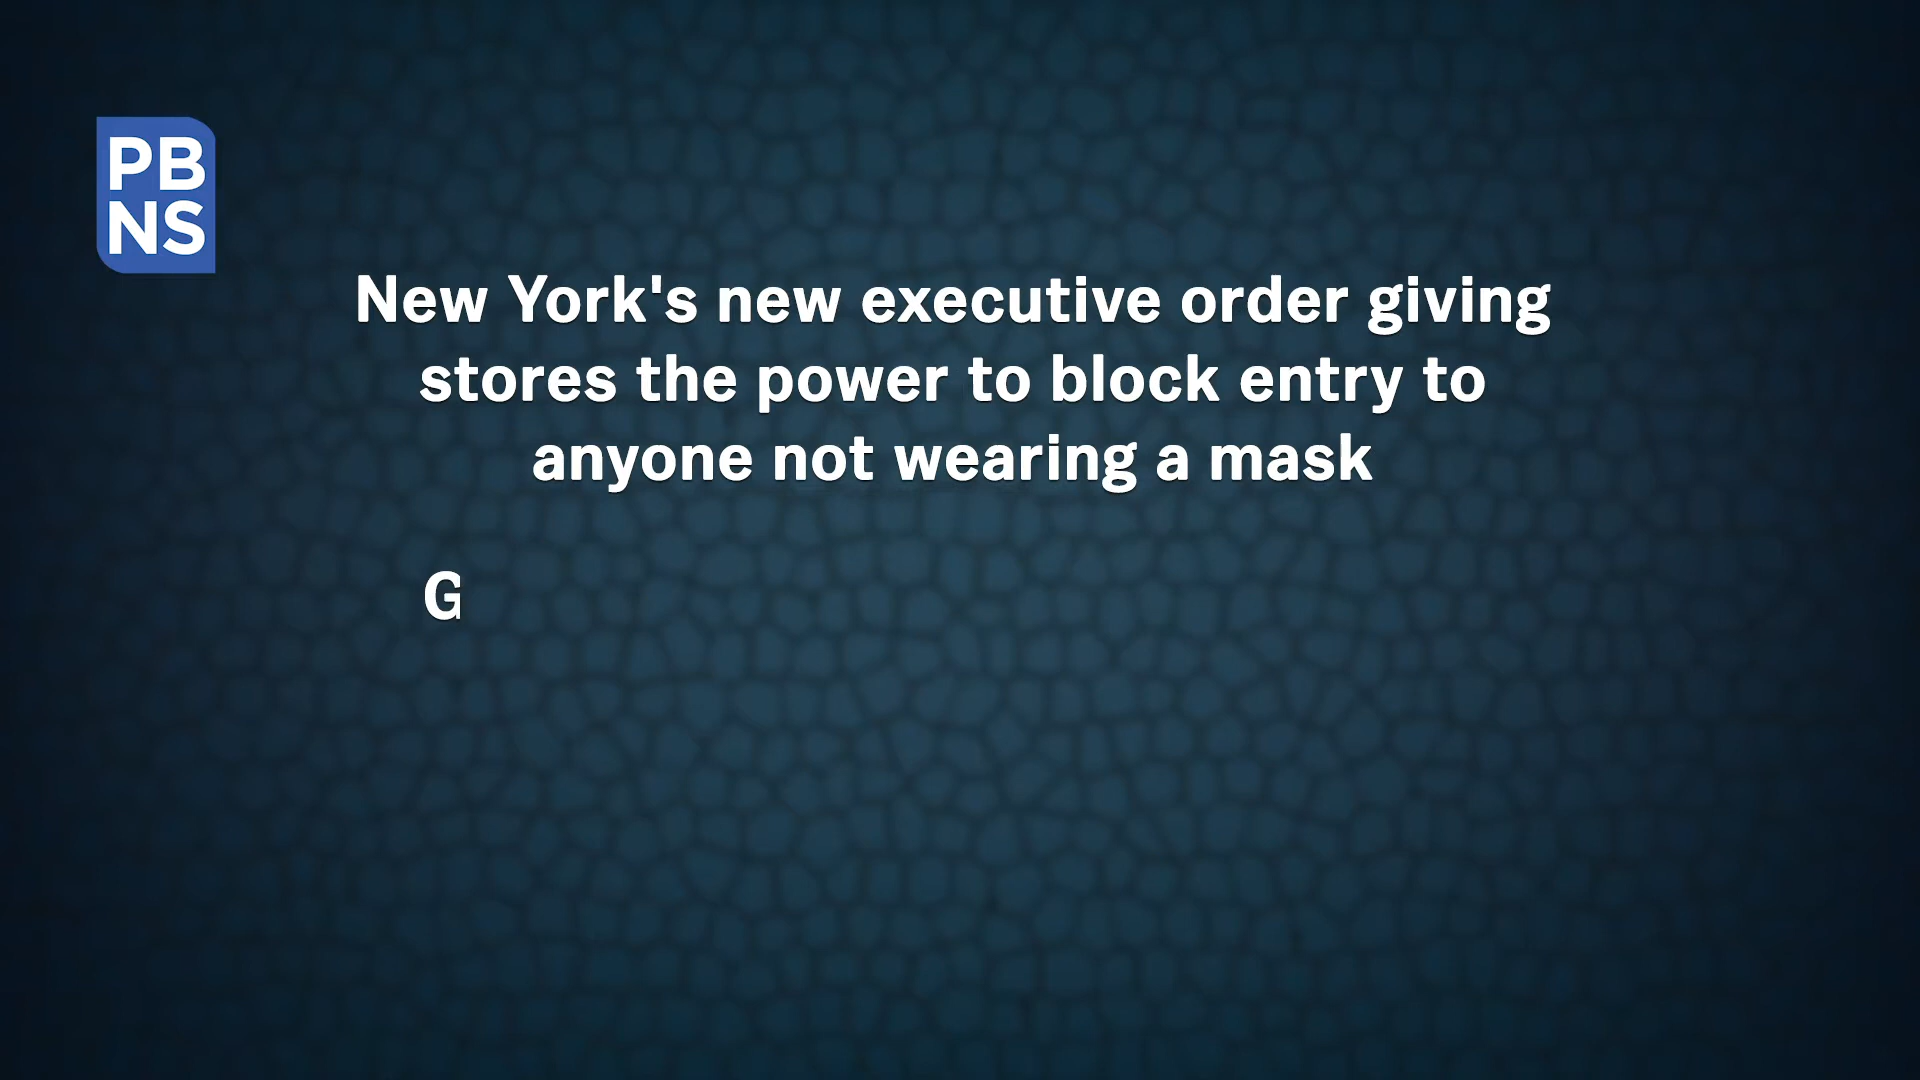 PB
NS
New York's new executive order giving
stores the power to block entry to
anyone not wearing a mask
G